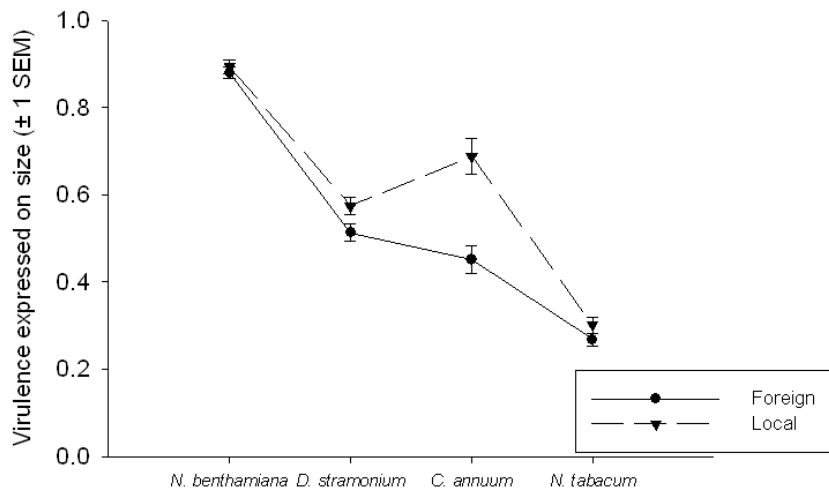 Virulence expressed on size (± 1 SEM)
1.0
0.8
0.6
0.4
0.2
0.0
N. benthamiana D. stramonium C. annuum N. tabacum
Foreign
Local